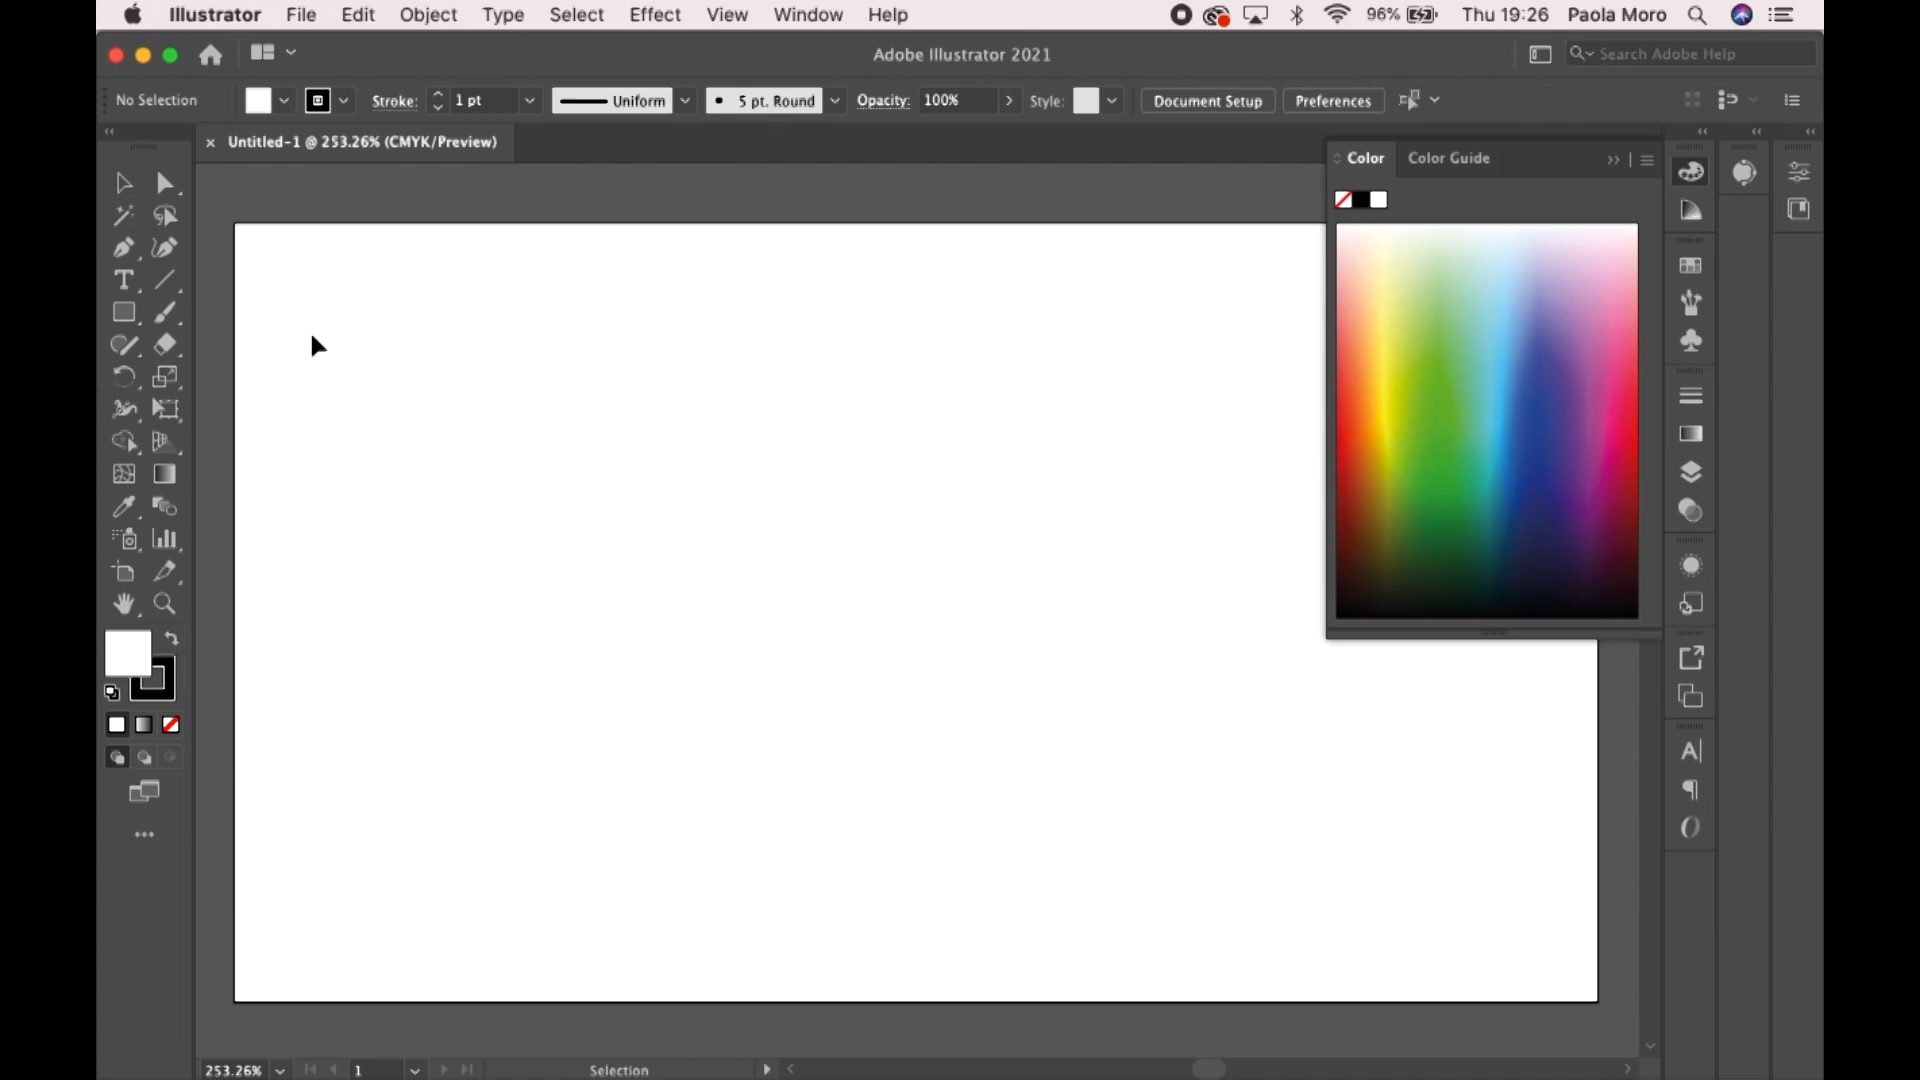 Illustrator File Edit Object Type Select Effect View Window Help 96% Thu 19:26 Paola Moro
Adobe Illustrator 2021 Search Adobe Help
No Selection Stroke: 1 pt Uniform 5 pt. Round Opacity: 100% Style: Document Setup Preferences
× Untitled-1 @ 253.26% (CMYK/Preview)
Color Color Guide
253.26% 1 Selection